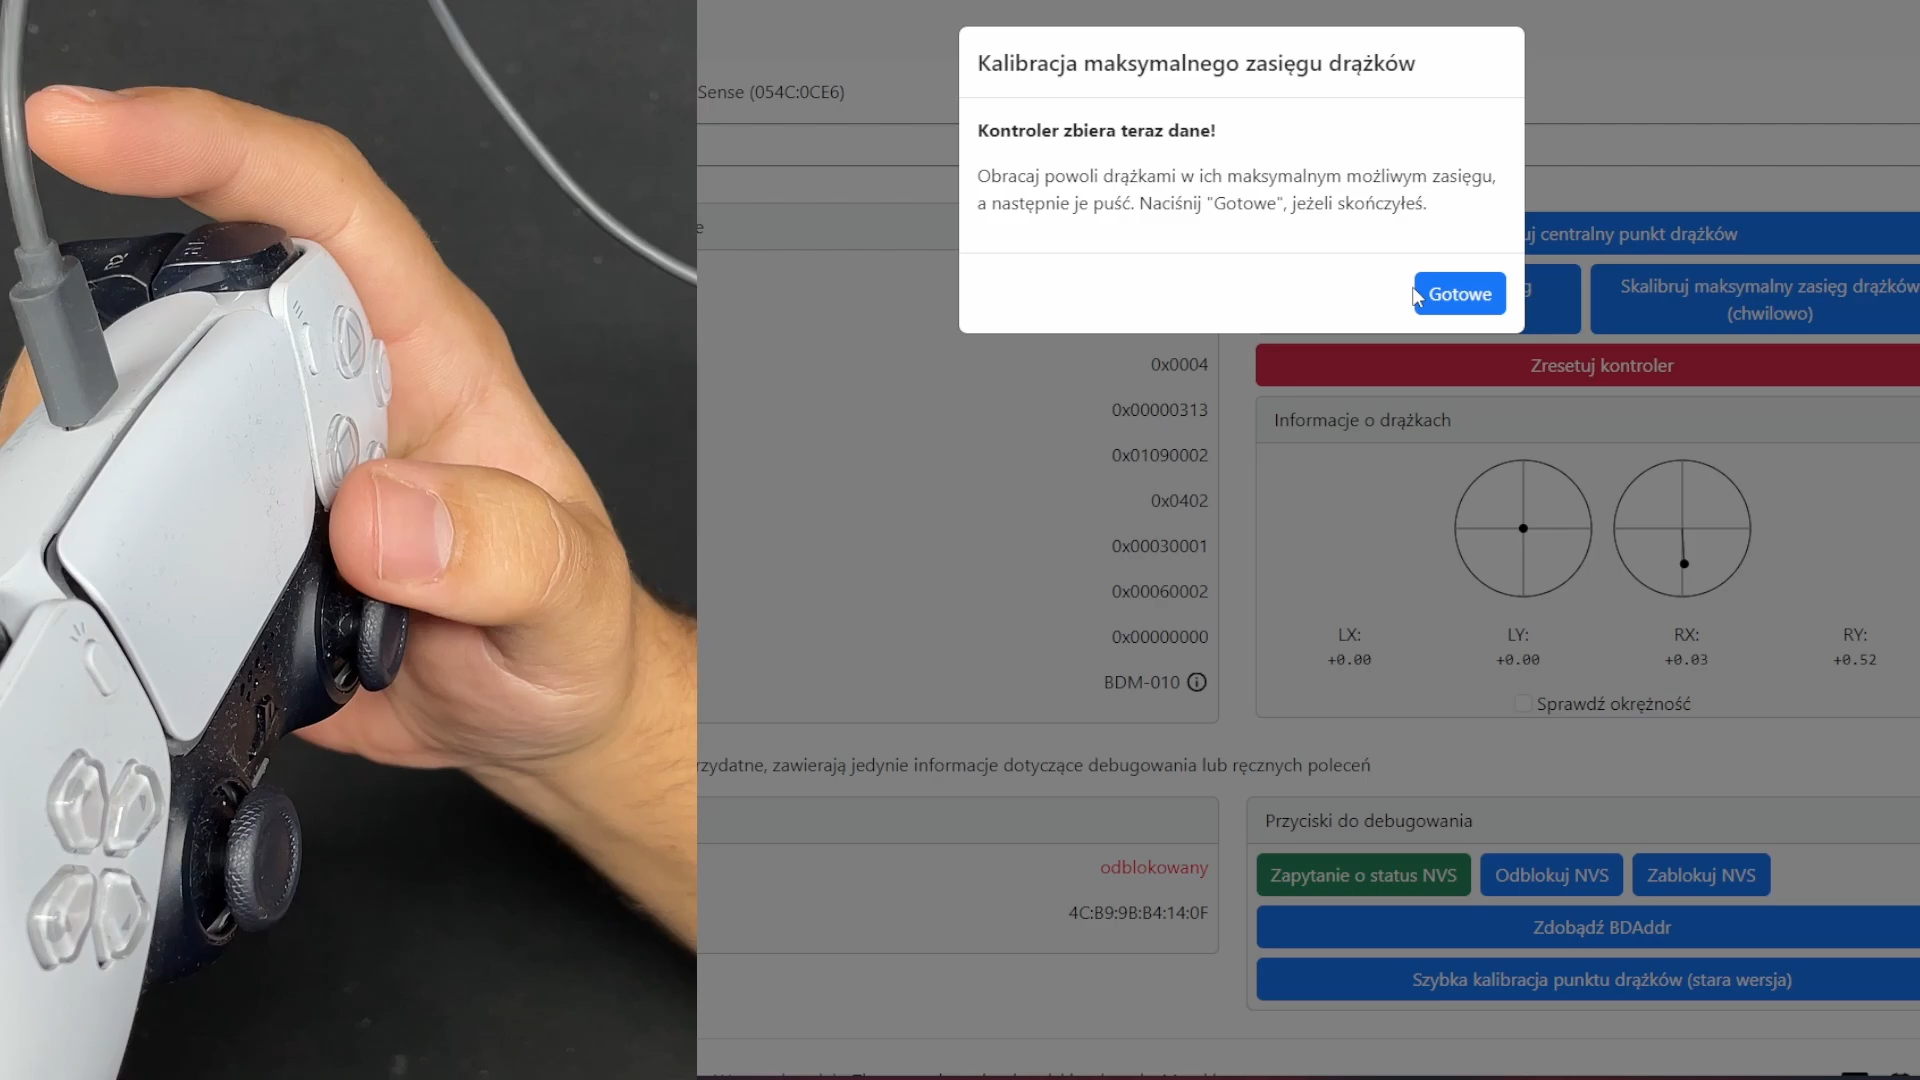 Kalibracja maksymalnego zasięgu drążków
Sense (054C:0CE6)
Kontroler zbiera teraz dane!
Obracaj powoli drążkami w ich maksymalnym możliwym zasięgu,
a następnie je puść. Naciśnij "Gotowe", jeżeli skończyłeś.
centralny punkt drążków
Gotowe
Skalibruj maksymalny zasięg drążków
(chwilowo)
0x0004
Zresetuj kontroler
0x00000313
Informacje o drążkach
0x01090002
0x0402
0x00030001
0x00060002
0x00000000
LX:
LY:
RX:
RY:
+0.00
+0.00
+0.03
+0.52
BDM-010
Sprawdź okrężność
zawierają jedynie informacje dotyczące debugowania lub ręcznych poleceń
Przyciski do debugowania
odblokowany
Zapytanie o status NVS
Odblokuj NVS
Zablokuj NVS
4C:B9:9B:B4:14:0F
Zdobądź BDAddr
Szybka kalibracja punktu drążków (stara wersja)
R2